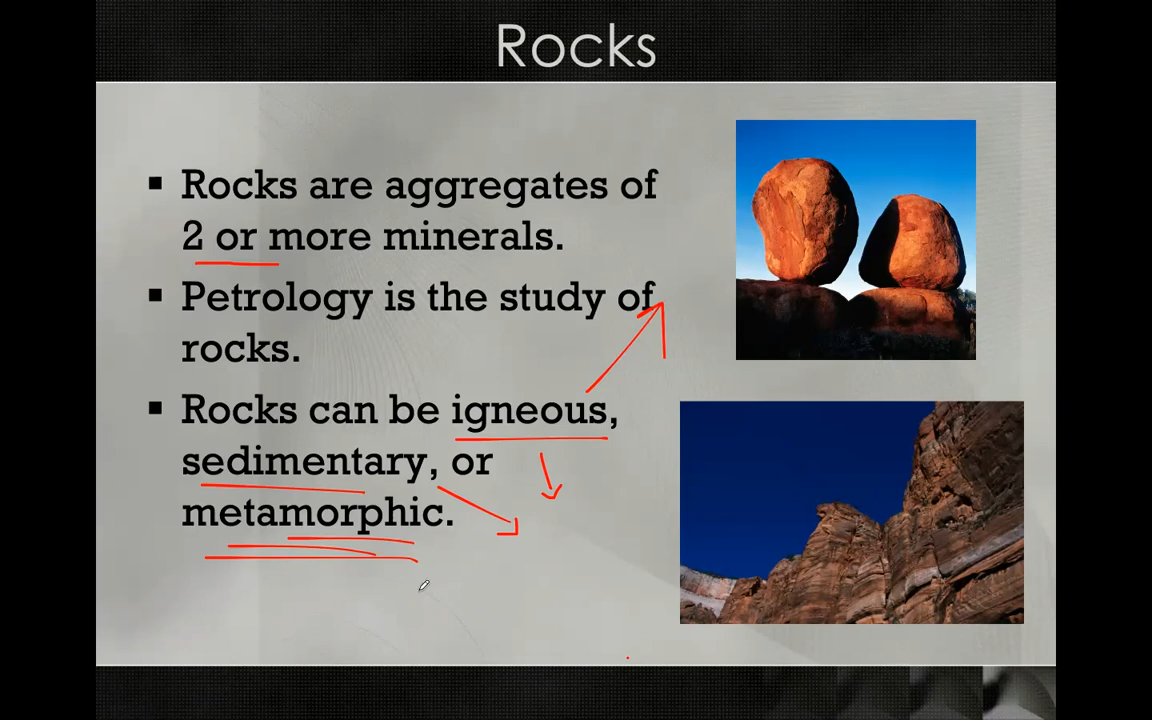 Rocks
▪ Rocks are aggregates of
2 or more minerals.
▪ Petrology is the study of
rocks.
▪ Rocks can be igneous,
sedimentary, or
metamorphic.